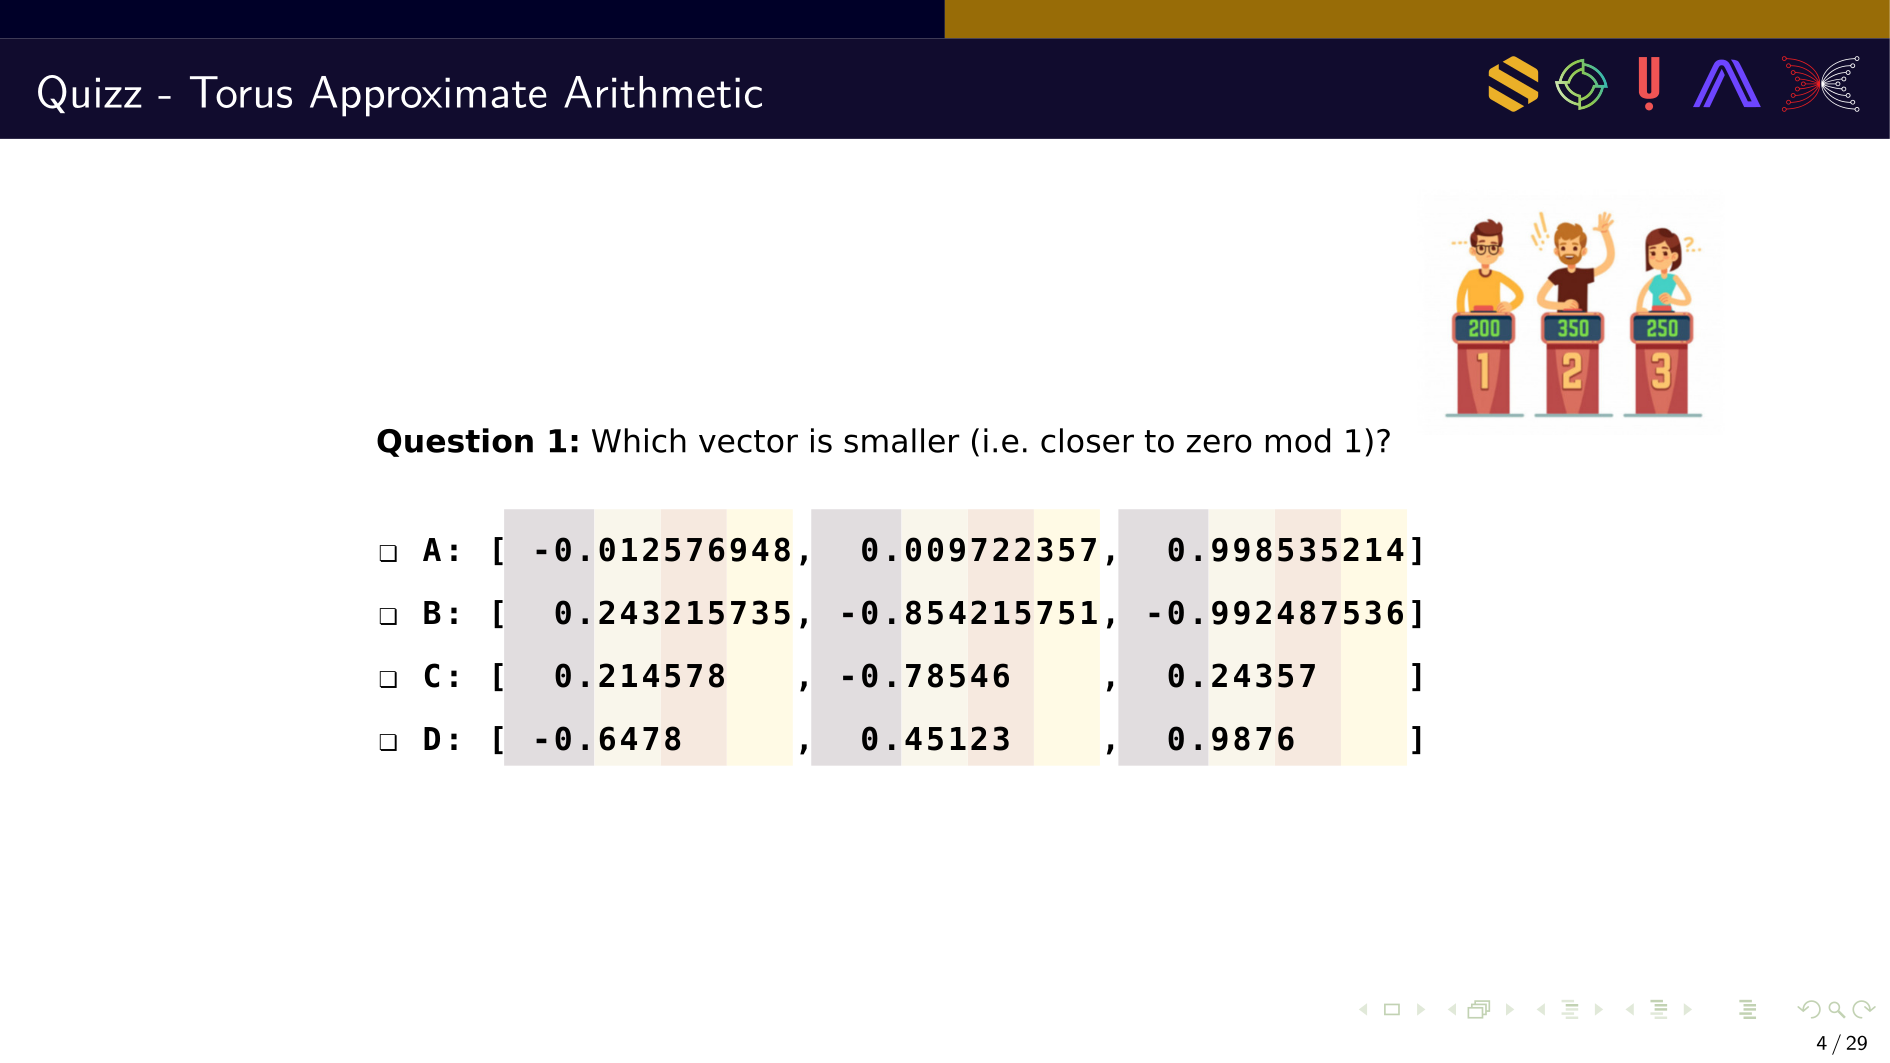 Quizz - Torus Approximate Arithmetic
200 350 250
1 2 3
Question 1: Which vector is smaller (i.e. closer to zero mod 1)?
❏ A: [ -0.012576948, 0.009722357, 0.998535214]
❏ B: [ 0.243215735, -0.854215751, -0.992487536]
❏ C: [ 0.214578 , -0.78546 , 0.24357 ]
❏ D: [ -0.6478 , 0.45123 , 0.9876 ]
4 / 29